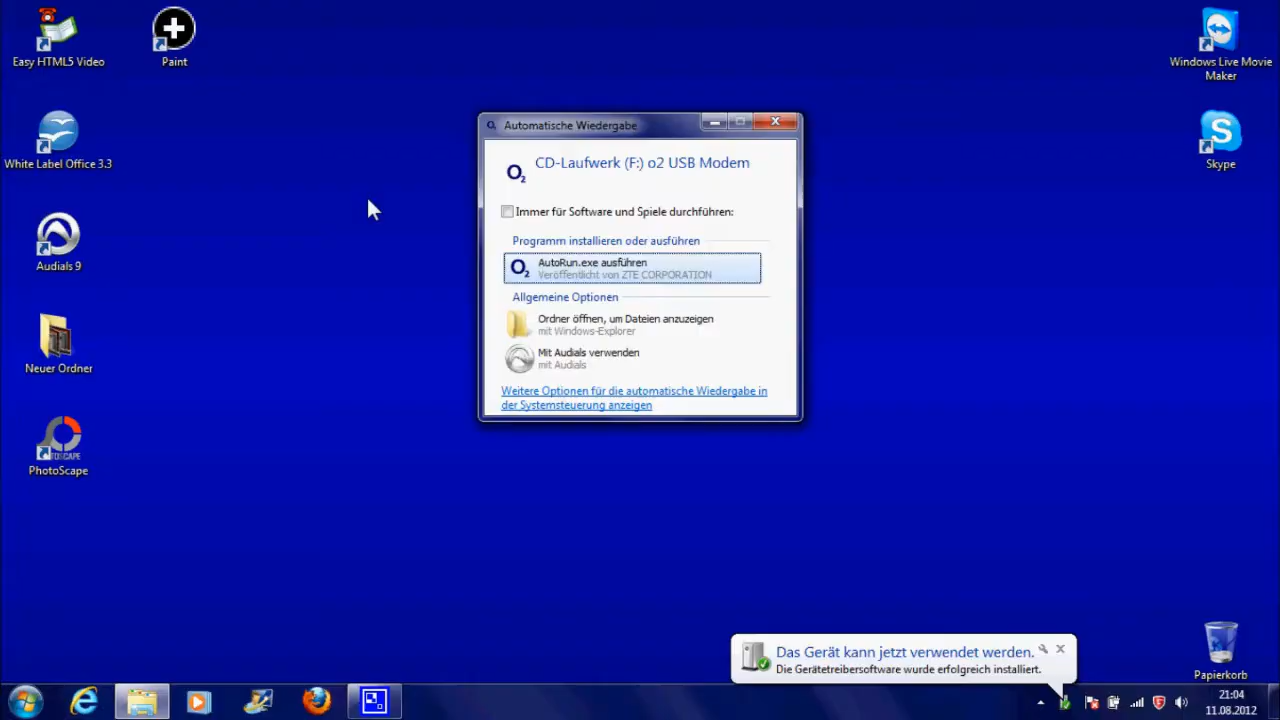 Easy HTML5 Video
Paint
Windows Live Movie
Maker
White Label Office 3.3
Skype
Audials 9
Neuer Ordner
PHOTOSCAPE
PhotoScape
Automatische Wiedergabe
O2
CD-Laufwerk (F:) o2 USB Modem
Immer für Software und Spiele durchführen:
Programm installieren oder ausführen
O2
AutoRun.exe ausführen
Veröffentlicht von ZTE CORPORATION
Allgemeine Optionen
Ordner öffnen, um Dateien anzuzeigen
mit Windows-Explorer
Mit Audials verwenden
mit Audials
Weitere Optionen für die automatische Wiedergabe in
der Systemsteuerung anzeigen
Das Gerät kann jetzt verwendet werden.
Die Gerätetreibersoftware wurde erfolgreich installiert.
Papierkorb
21:04
11.08.2012